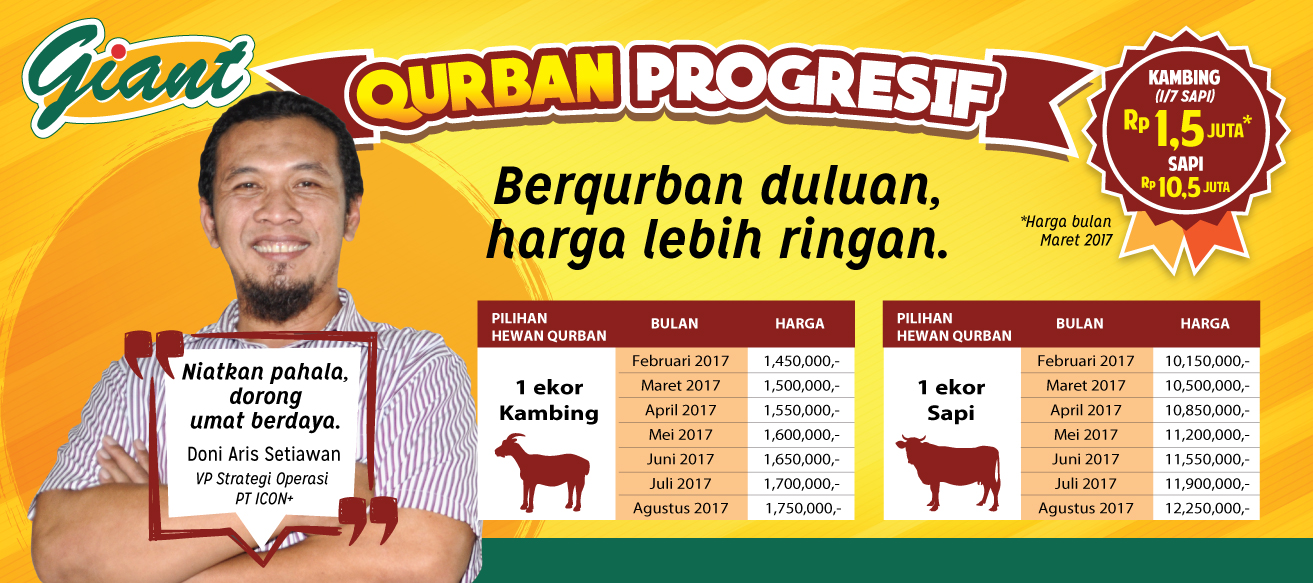 Giant
QURBAN PROGRESIF
KAMBING
(1/7 SAPI)
Rp 1,5 JUTA*
SAPI
Rp 10,5 JUTA
*Harga bulan
Maret 2017
Berqurban duluan,
harga lebih ringan.
Niatkan pahala,
dorong
umat berdaya.
Doni Aris Setiawan
VP Strategi Operasi
PT ICON+
PILIHAN
HEWAN QURBAN BULAN HARGA
1 ekor
Kambing
Februari 2017 1,450,000,-
Maret 2017 1,500,000,-
April 2017 1,550,000,-
Mei 2017 1,600,000,-
Juni 2017 1,650,000,-
Juli 2017 1,700,000,-
Agustus 2017 1,750,000,-
PILIHAN
HEWAN QURBAN BULAN HARGA
1 ekor
Sapi
Februari 2017 10,150,000,-
Maret 2017 10,500,000,-
April 2017 10,850,000,-
Mei 2017 11,200,000,-
Juni 2017 11,550,000,-
Juli 2017 11,900,000,-
Agustus 2017 12,250,000,-